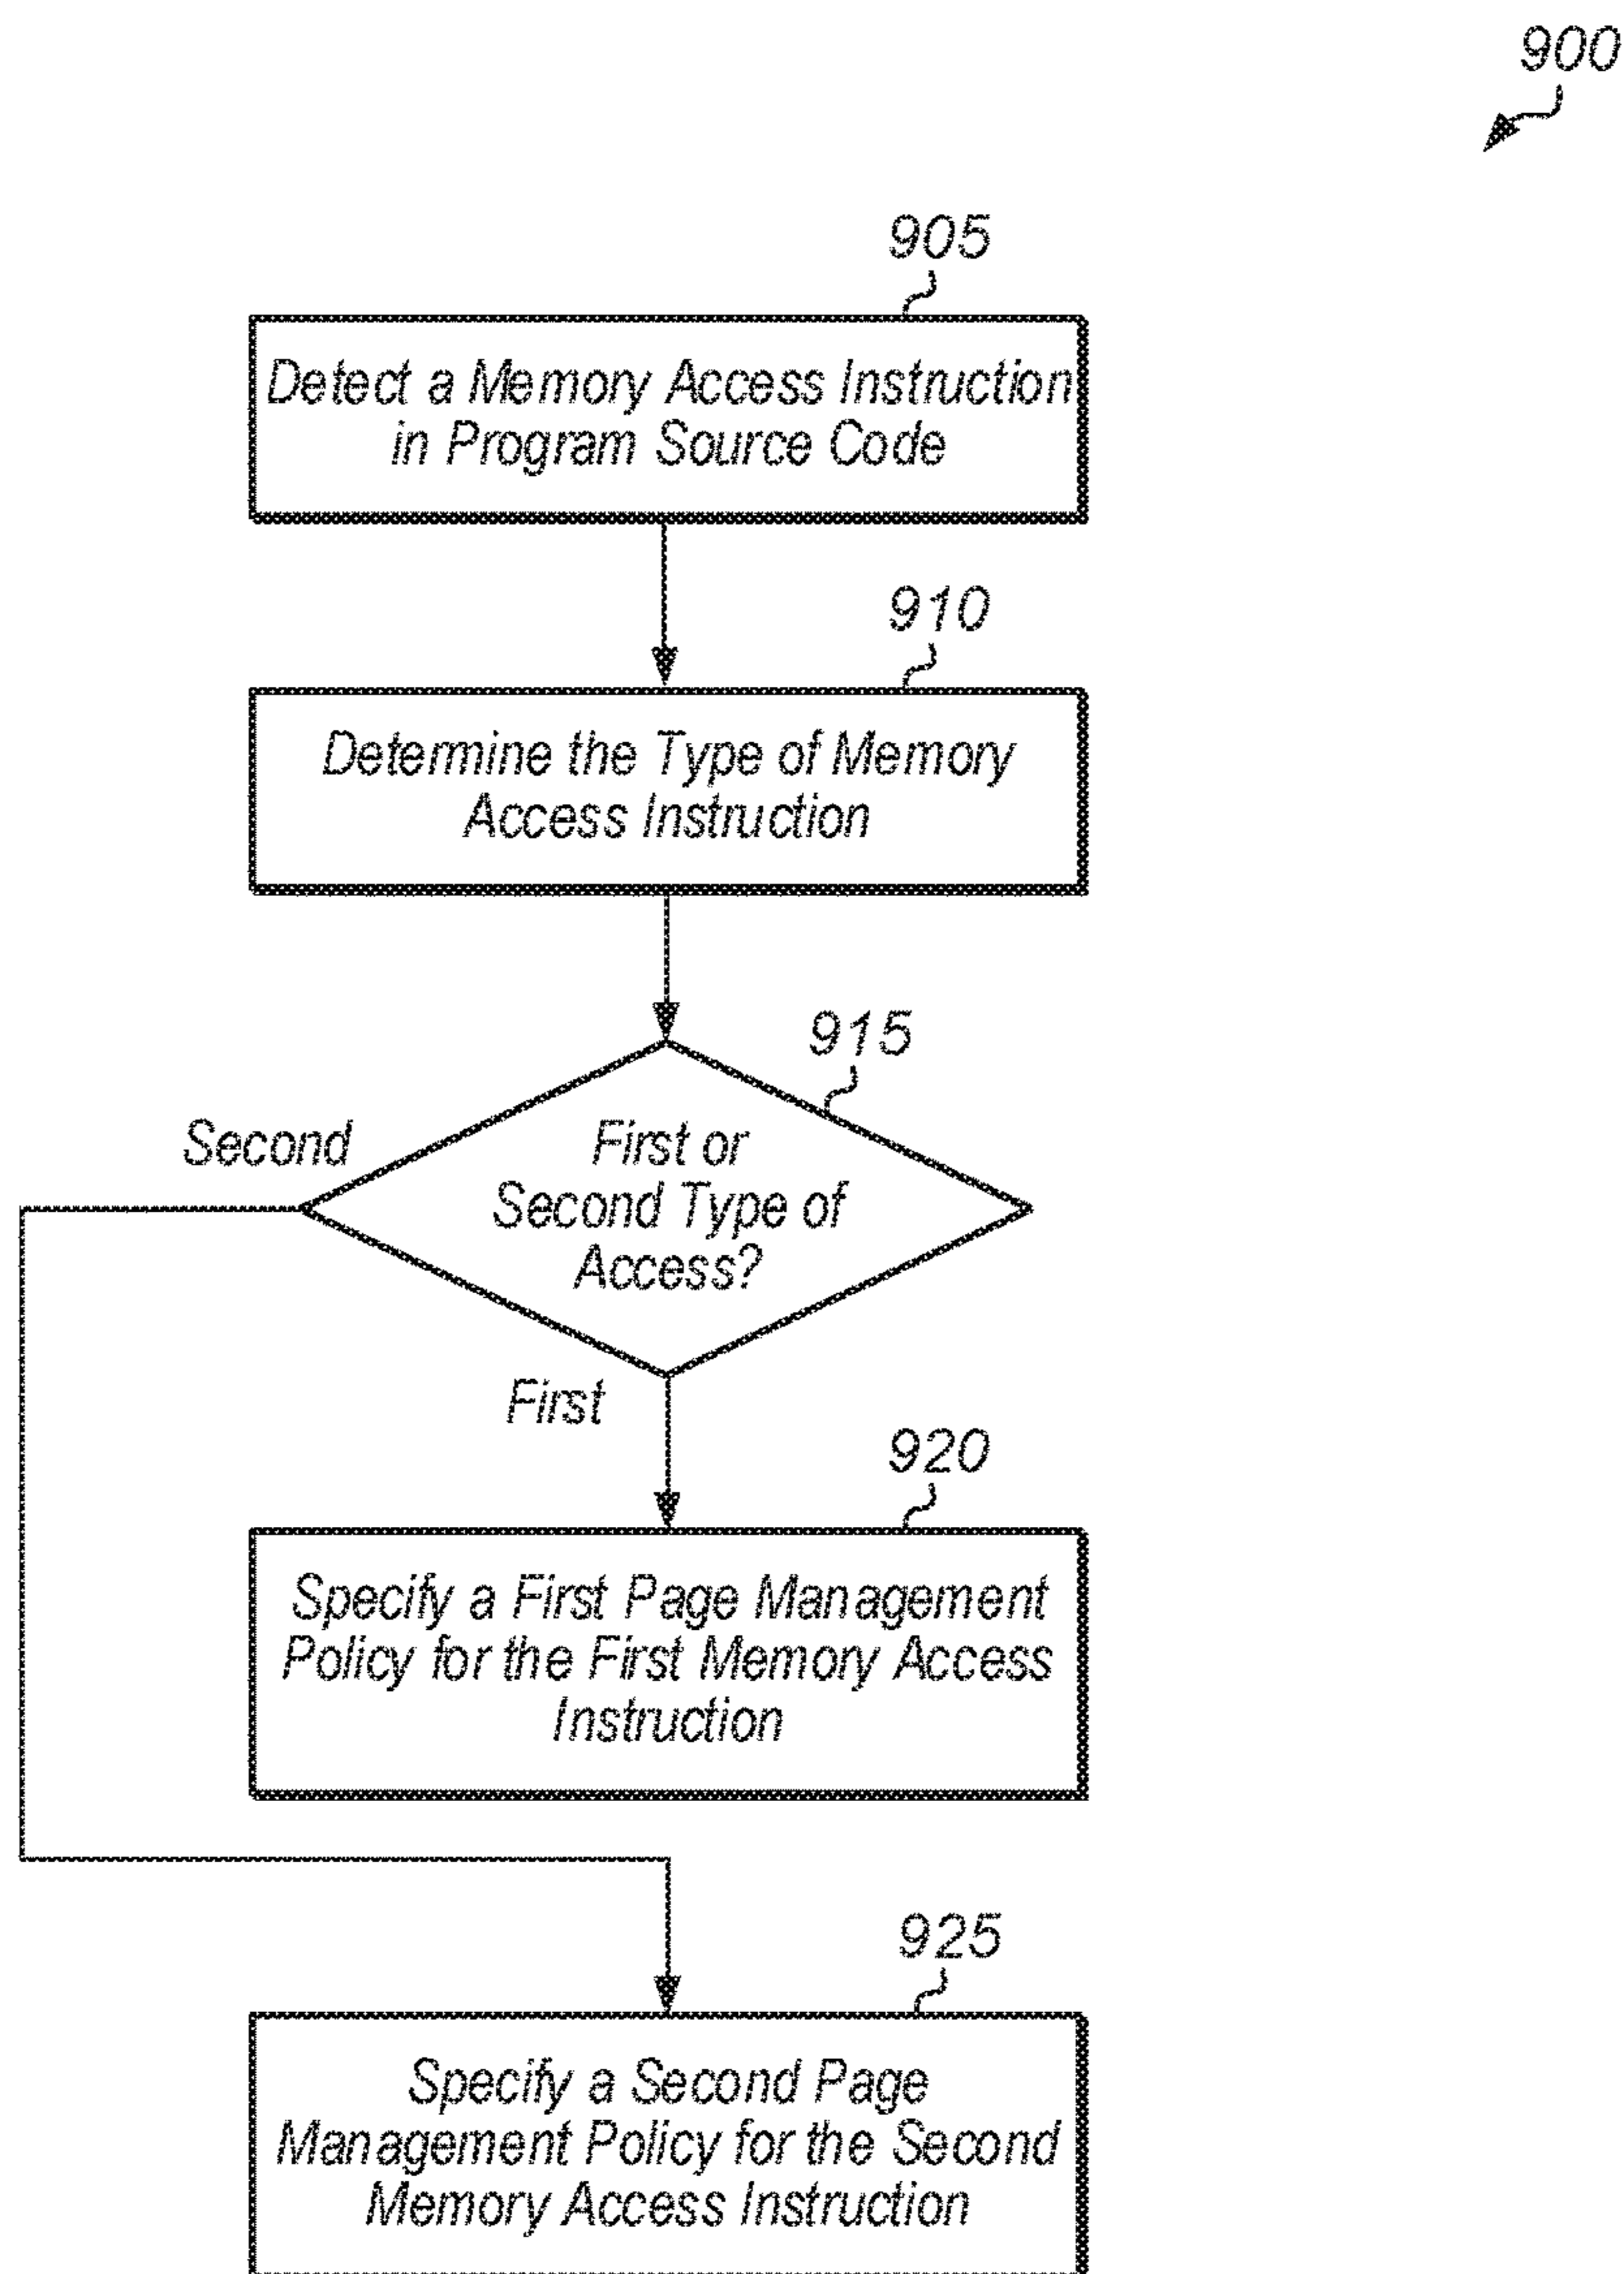 900
905
Detect a Memory Access Instruction
in Program Source Code
910
Determine the Type of Memory
Access Instruction
915
Second
First or
Second Type of
Access?
First
920
Specify a First Page Management
Policy for the First Memory Access
Instruction
925
Specify a Second Page
Management Policy for the Second
Memory Access Instruction